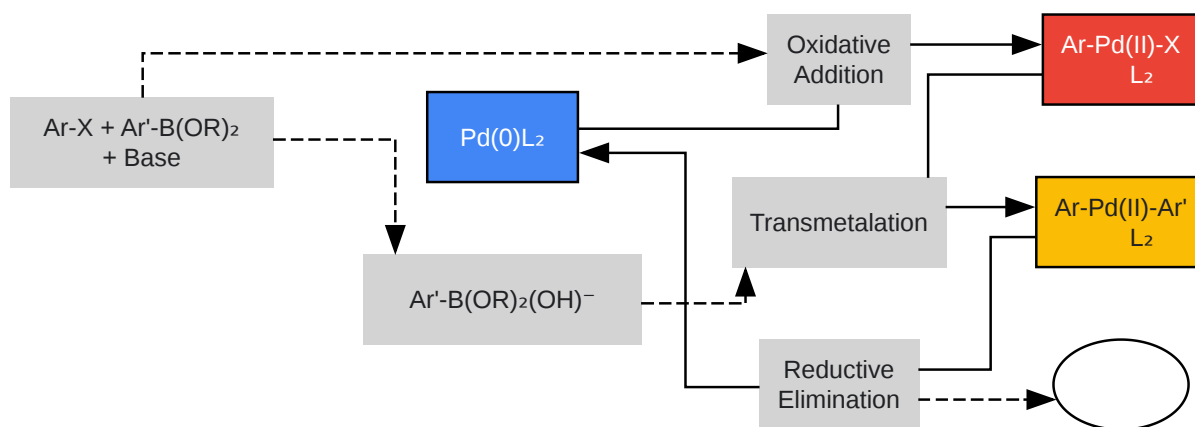 Oxidative
Addition
Ar-Pd(II)-X
L₂
Ar-X + Ar'-B(OR)₂
+ Base
Pd(0)L₂
Transmetalation
Ar-Pd(II)-Ar'
L₂
Ar'-B(OR)₂(OH)⁻
Reductive
Elimination